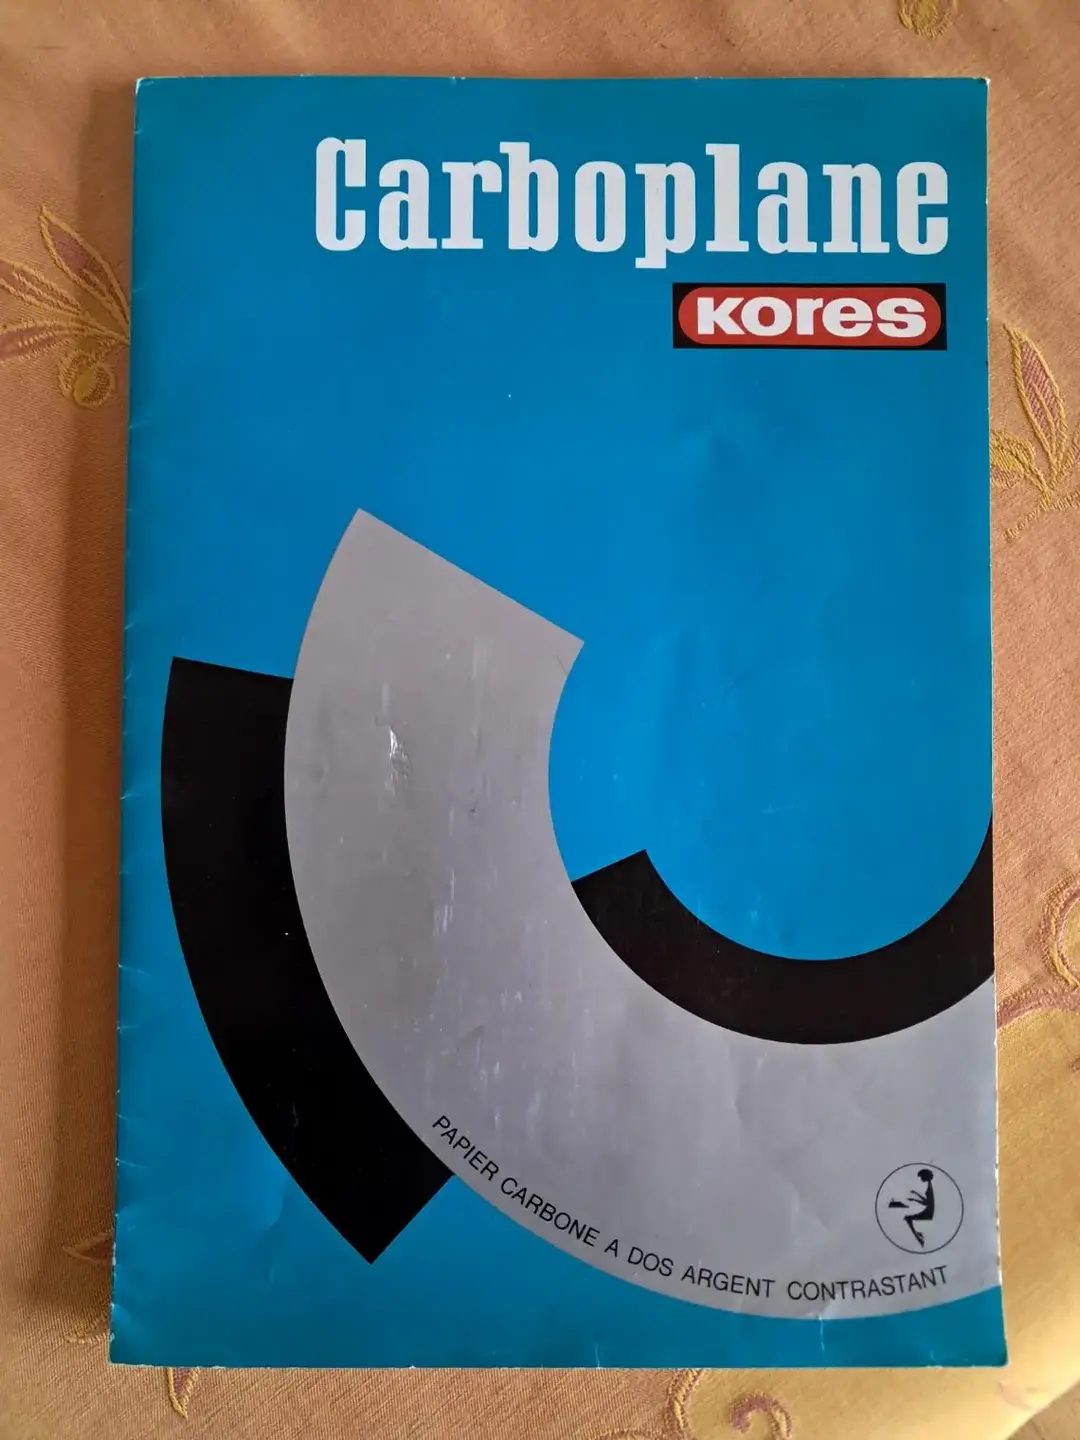 Carboplane
Kores
PAPIER CARBONE A DOS ARGENT CONTRASTANT